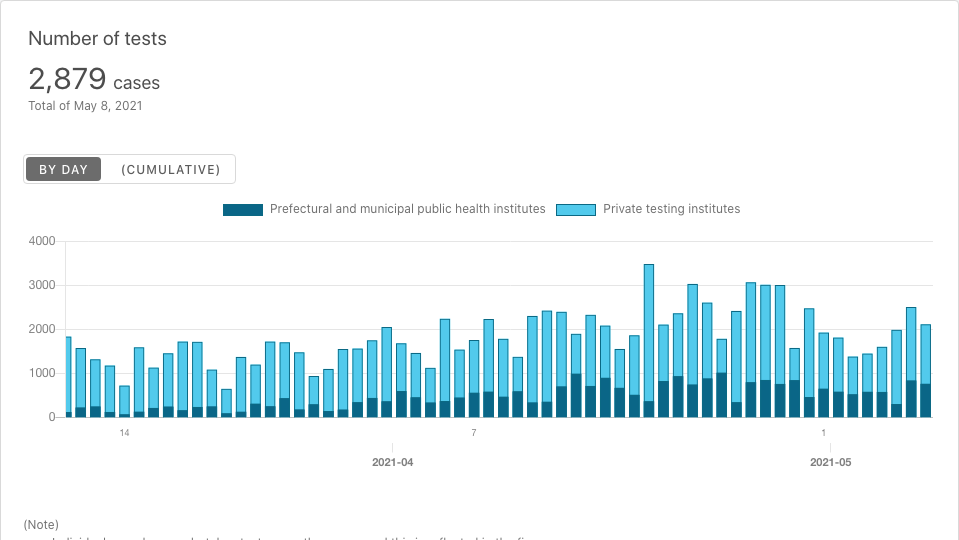 Number of tests
2,879 cases
Total of May 8, 2021
BY DAY (CUMULATIVE)
Prefectural and municipal public health institutes Private testing institutes
4000
3000
2000
1000
0
14 7 1
2021-04 2021-05
(Note)